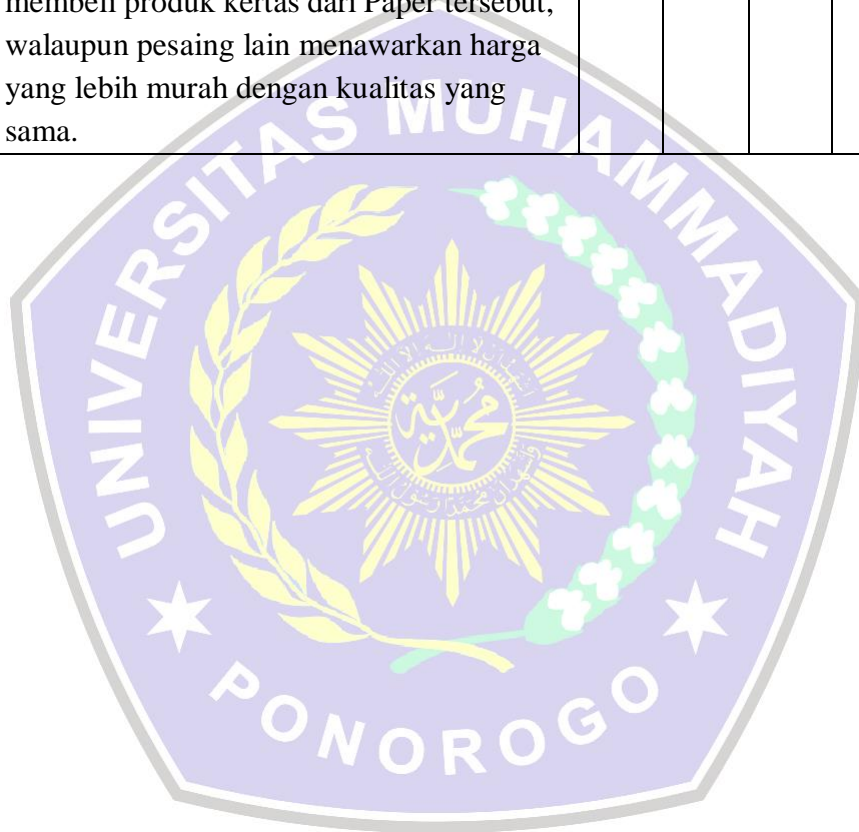 membeli produk kertas dari Paper tersebut,
walaupun pesaing lain menawarkan harga
yang lebih murah dengan kualitas yang
sama.
UNIVERSITAS MUHAMMADIYAH
محمدية
PONOROGO